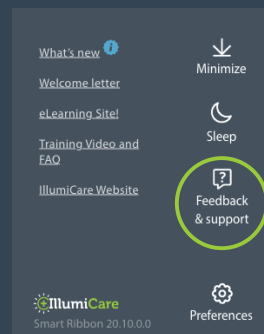 What's new
Welcome letter
eLearning Site!
Training Video and
FAQ
IllumiCare Website
Minimize
Sleep
Feedback
& support
Preferences
IllumiCare
Smart Ribbon 20.10.0.0